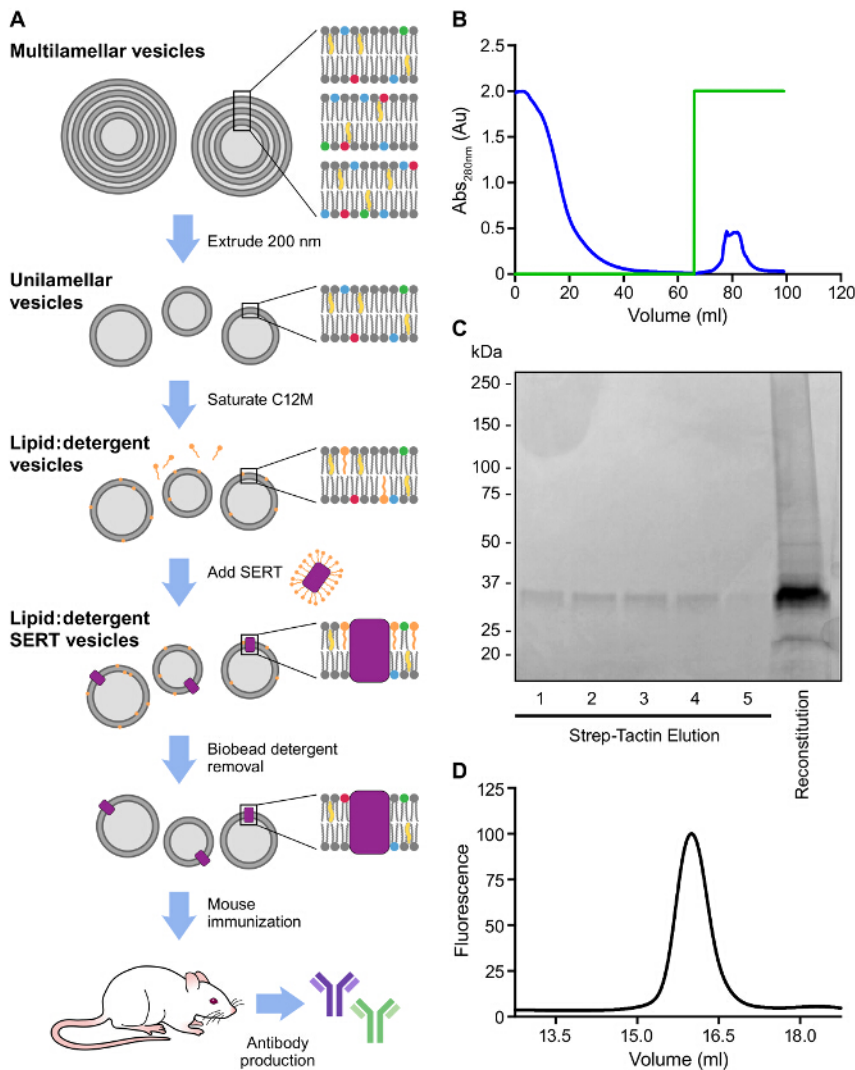 A
Multilamellar vesicles
Extrude 200 nm
Unilamellar
vesicles
Saturate C12M
Lipid:detergent
vesicles
Add SERT
Lipid:detergent
SERT vesicles
Biobead detergent
removal
Mouse
immunization
Antibody
production
B
Abs280nm (Au)
2.5
2.0
1.5
1.0
0.5
0
0 20 40 60 80 100 120
Volume (ml)
C
kDa
250 -
150 -
100 -
75 -
50 -
37 -
25 -
20 -
1 2 3 4 5
Strep-Tactin Elution
Reconstitution
D
Fluorescence
125
100
75
50
25
0
13.5 15.0 16.5 18.0
Volume (ml)